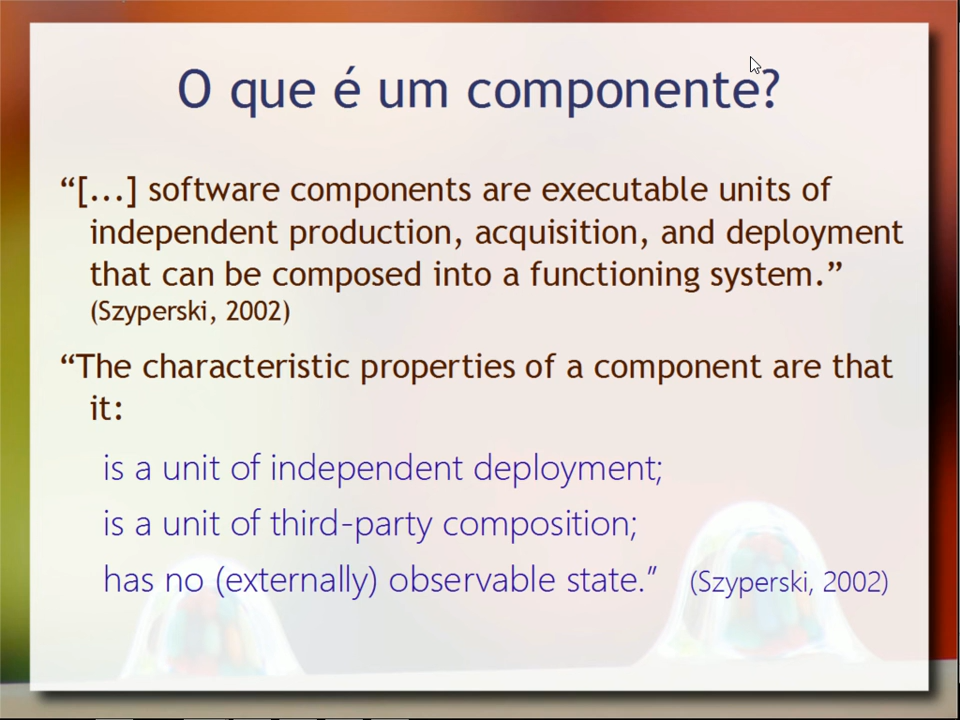 O que é um componente?
“[...] software components are executable units of
independent production, acquisition, and deployment
that can be composed into a functioning system.”
(Szyperski, 2002)
“The characteristic properties of a component are that
it:
is a unit of independent deployment;
is a unit of third-party composition;
has no (externally) observable state.” (Szyperski, 2002)